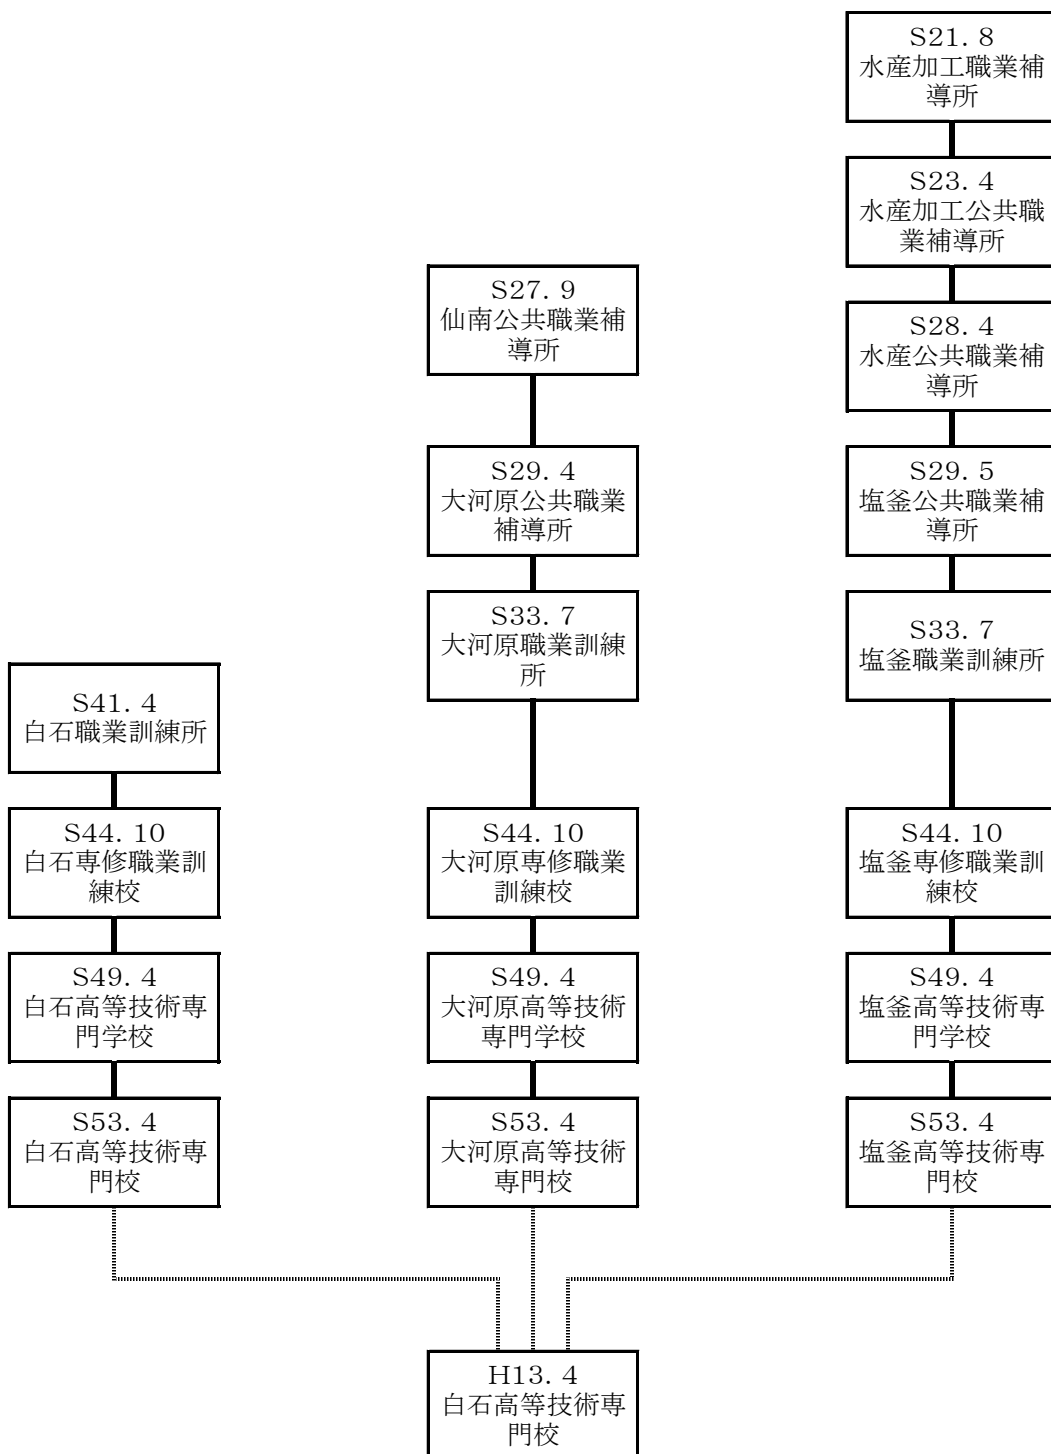 S21.8
水産加工職業補
導所
S23.4
水産加工公共職
業補導所
S27.9
仙南公共職業補
導所
S28.4
水産公共職業補
導所
S29.4
大河原公共職業
補導所
S29.5
塩釜公共職業補
導所
S33.7
大河原職業訓練
所
S33.7
塩釜職業訓練所
S41.4
白石職業訓練所
S44.10
白石専修職業訓
練校
S44.10
大河原専修職業
訓練校
S44.10
塩釜専修職業訓
練校
S49.4
白石高等技術専
門学校
S49.4
大河原高等技術
専門学校
S49.4
塩釜高等技術専
門学校
S53.4
白石高等技術専
門校
S53.4
大河原高等技術
専門校
S53.4
塩釜高等技術専
門校
H13.4
白石高等技術専
門校